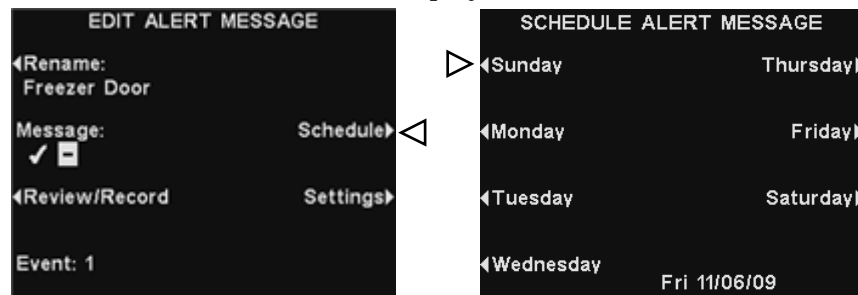 EDIT ALERT MESSAGE
Rename:
Freezer Door
Message: Schedule
✓ −
Review/Record Settings
Event: 1
SCHEDULE ALERT MESSAGE
Sunday Thursday
Monday Friday
Tuesday Saturday
Wednesday
Fri 11/06/09